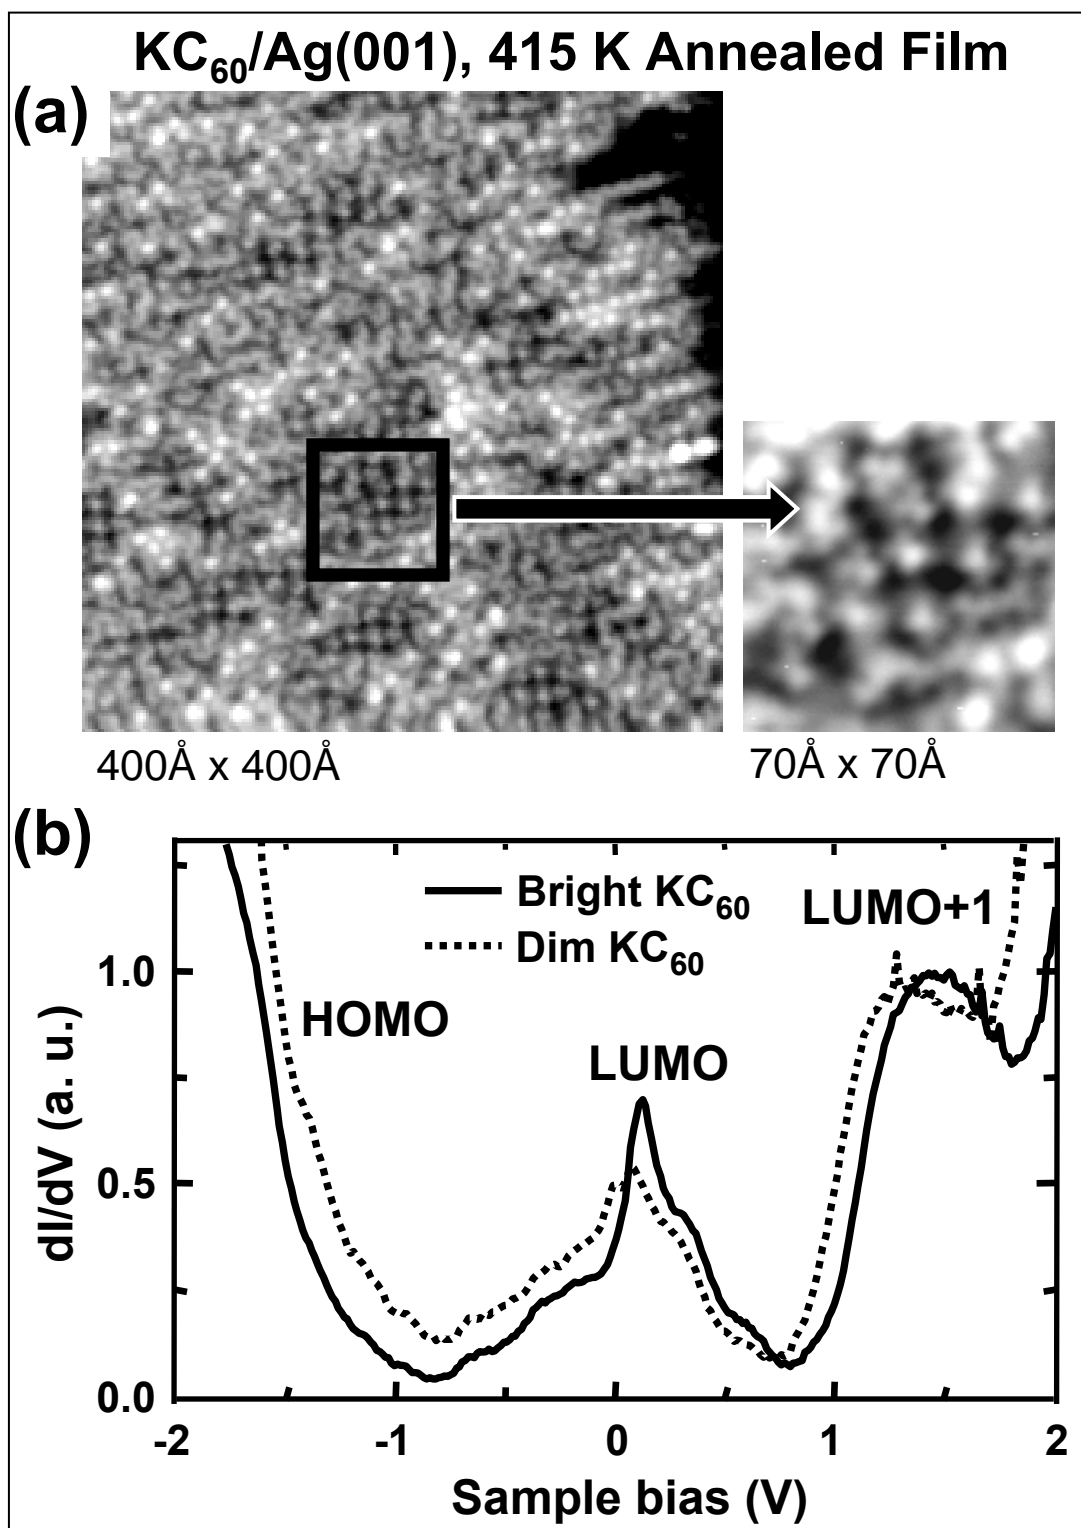 KC60/Ag(001), 415 K Annealed Film
(a)
400Å x 400Å
70Å x 70Å
(b)
Bright KC60
Dim KC60
LUMO+1
HOMO
LUMO
1.0
0.5
0.0
dI/dV (a. u.)
-2 -1 0 1 2
Sample bias (V)